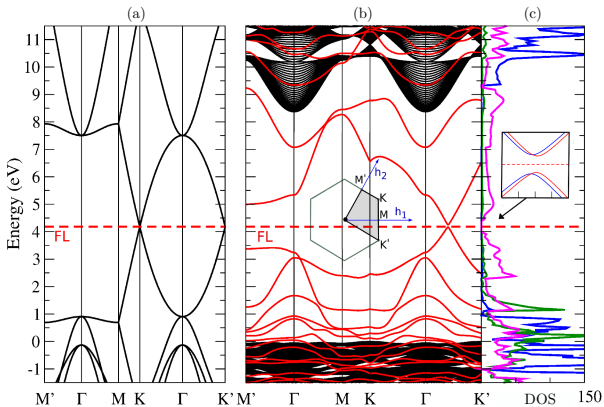 (a) (b) (c)
Energy (eV)
11
10
9
8
7
6
5
4
3
2
1
0
-1
FL
FL
M'
h₂
K
M
h₁
K'
M' Γ M K Γ K' M' Γ M K Γ K' DOS 150